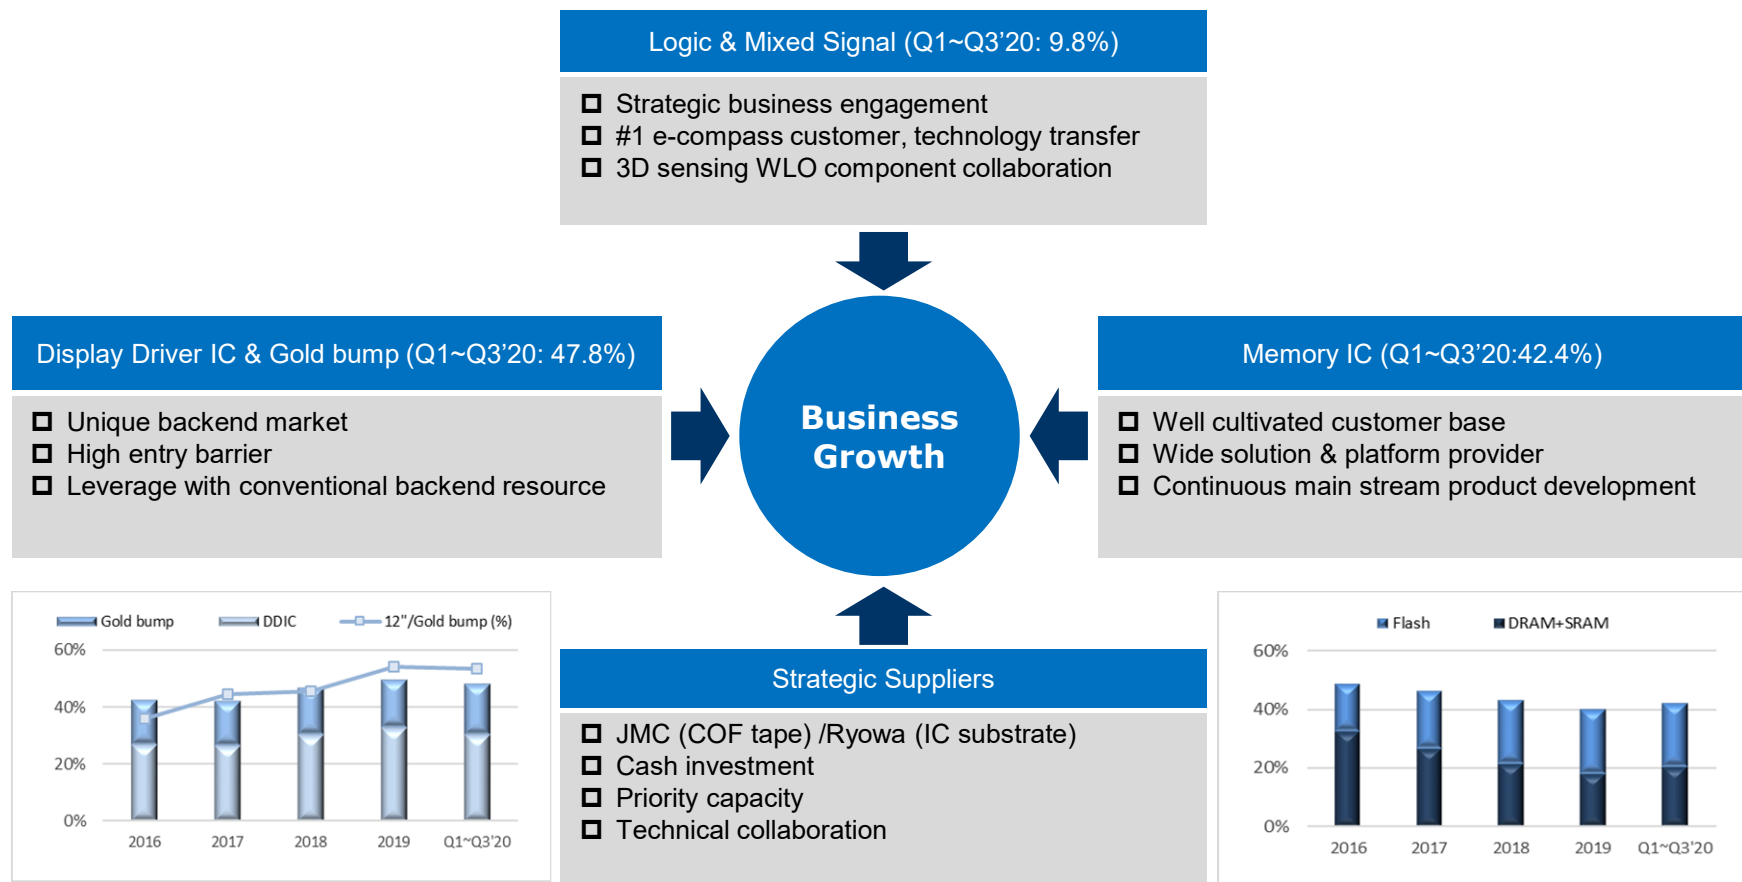 Logic & Mixed Signal (Q1~Q3’20: 9.8%)
Strategic business engagement
#1 e-compass customer, technology transfer
3D sensing WLO component collaboration
Display Driver IC & Gold bump (Q1~Q3’20: 47.8%)
Unique backend market
High entry barrier
Leverage with conventional backend resource
Business
Growth
Memory IC (Q1~Q3’20:42.4%)
Well cultivated customer base
Wide solution & platform provider
Continuous main stream product development
Gold bump DDIC 12"/Gold bump (%)
60%
40%
20%
0%
2016 2017 2018 2019 Q1~Q3'20
Strategic Suppliers
JMC (COF tape) /Ryowa (IC substrate)
Cash investment
Priority capacity
Technical collaboration
Flash DRAM+SRAM
60%
40%
20%
0%
2016 2017 2018 2019 Q1~Q3'20